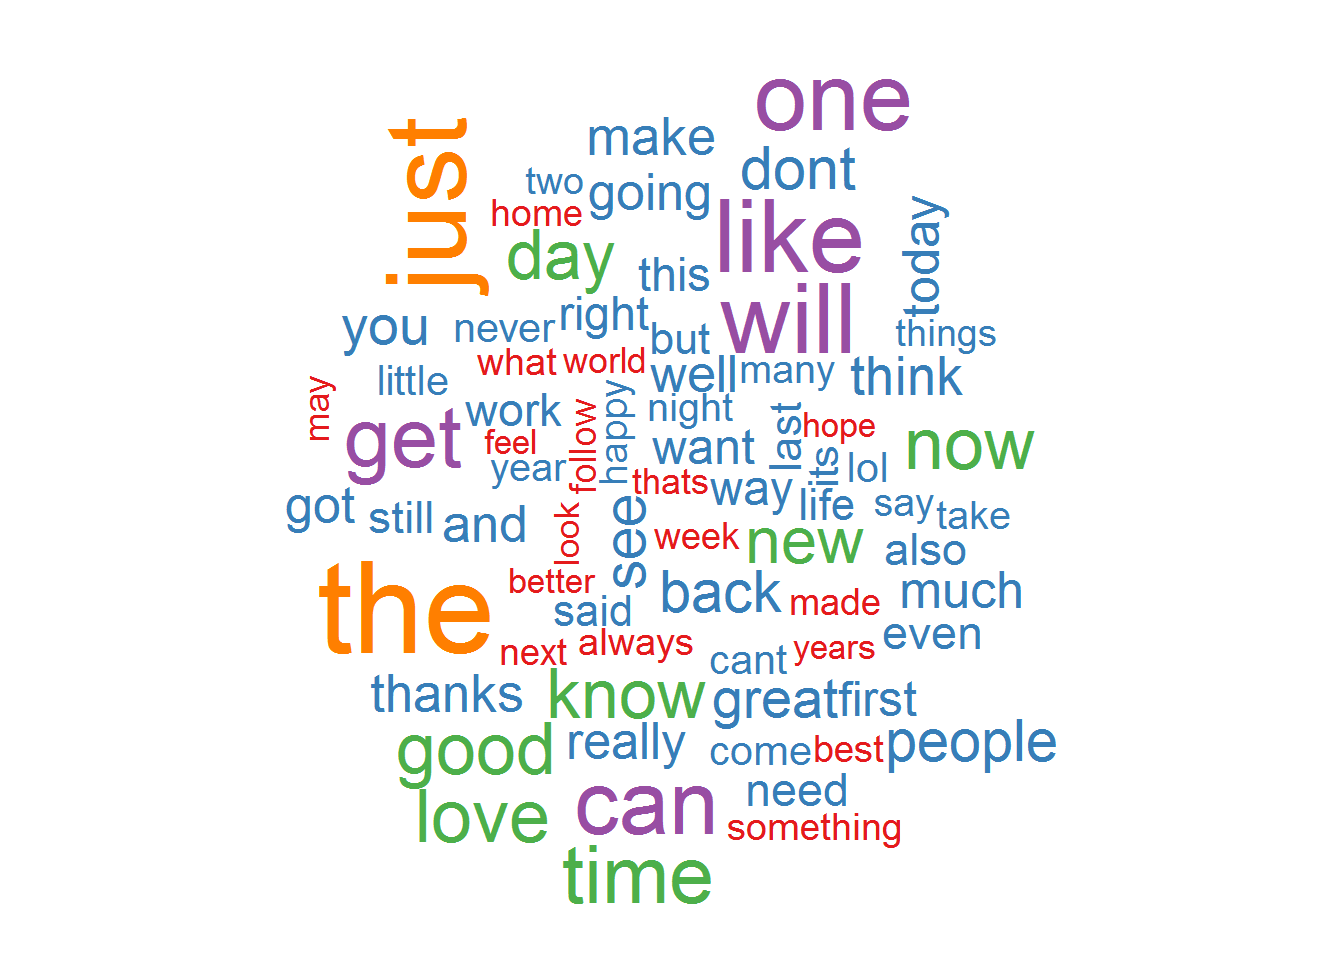 one
just
make
dont
two
going
home
like
today
day
this
will
you
never
right
but
things
what
world
well
many
think
little
may
work
follow
happy
night
last
hope
get
feel
want
now
year
thats
way
its
lol
got
still
and
look
see
life
say
take
week
new
also
the
better
said
back
made
much
next
always
cant
years
even
thanks
know
great
first
good
really
come
best
people
love
can
need
something
time